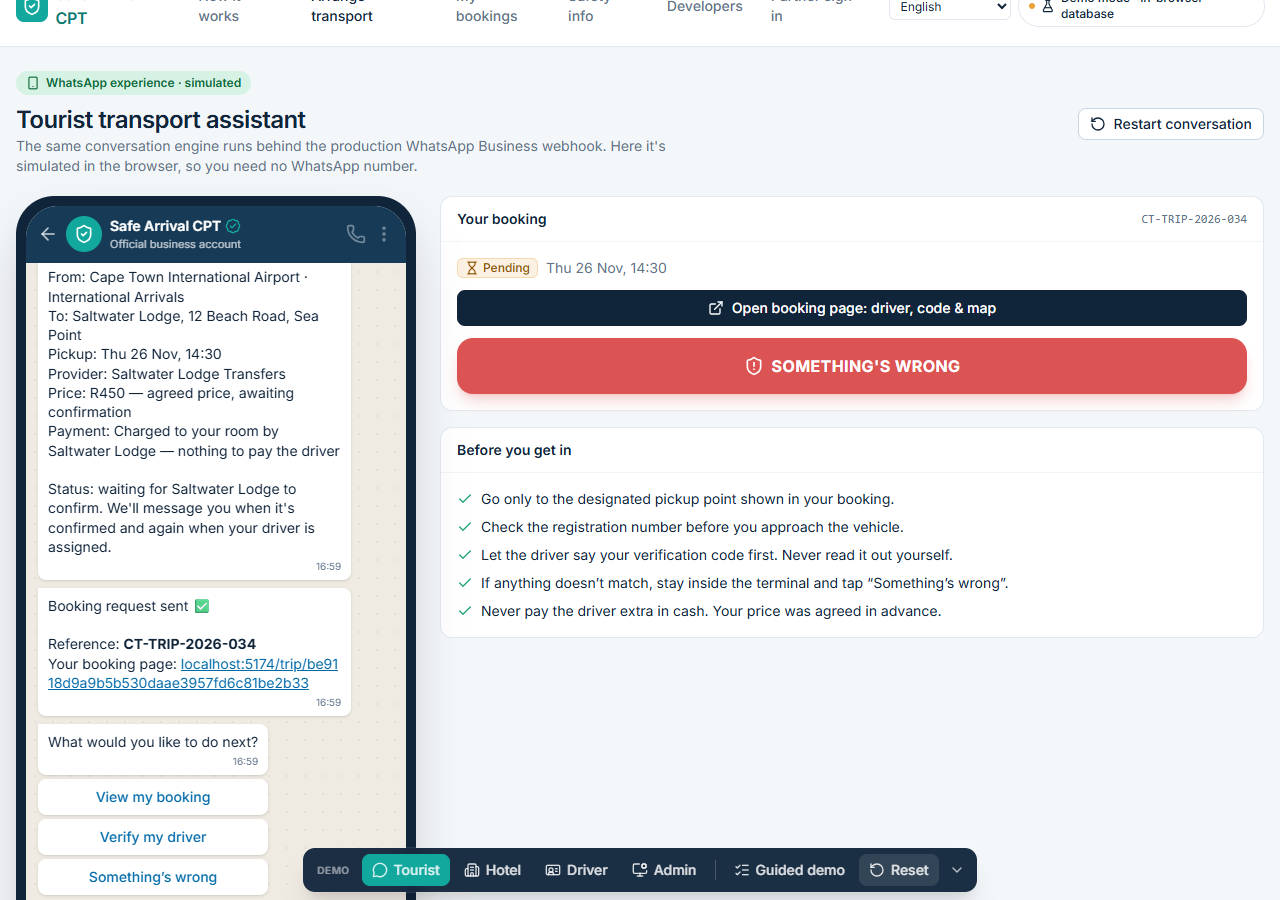 CPT
works
transport
bookings
info
Developers
in
English
database
WhatsApp experience · simulated
Tourist transport assistant
The same conversation engine runs behind the production WhatsApp Business webhook. Here it's
simulated in the browser, so you need no WhatsApp number.
Restart conversation
Safe Arrival CPT
Official business account
From: Cape Town International Airport ·
International Arrivals
To: Saltwater Lodge, 12 Beach Road, Sea
Point
Pickup: Thu 26 Nov, 14:30
Provider: Saltwater Lodge Transfers
Price: R450 — agreed price, awaiting
confirmation
Payment: Charged to your room by
Saltwater Lodge — nothing to pay the driver
Status: waiting for Saltwater Lodge to
confirm. We'll message you when it's
confirmed and again when your driver is
assigned.
16:59
Booking request sent ✅
Reference: CT-TRIP-2026-034
Your booking page: localhost:5174/trip/be91
18d9a9b5b530daae3957fd6c81be2b33
16:59
What would you like to do next?
16:59
View my booking
Verify my driver
Something's wrong
Your booking
CT-TRIP-2026-034
Pending
Thu 26 Nov, 14:30
Open booking page: driver, code & map
SOMETHING'S WRONG
Before you get in
Go only to the designated pickup point shown in your booking.
Check the registration number before you approach the vehicle.
Let the driver say your verification code first. Never read it out yourself.
If anything doesn’t match, stay inside the terminal and tap “Something’s wrong”.
Never pay the driver extra in cash. Your price was agreed in advance.
DEMO
Tourist
Hotel
Driver
Admin
Guided demo
Reset